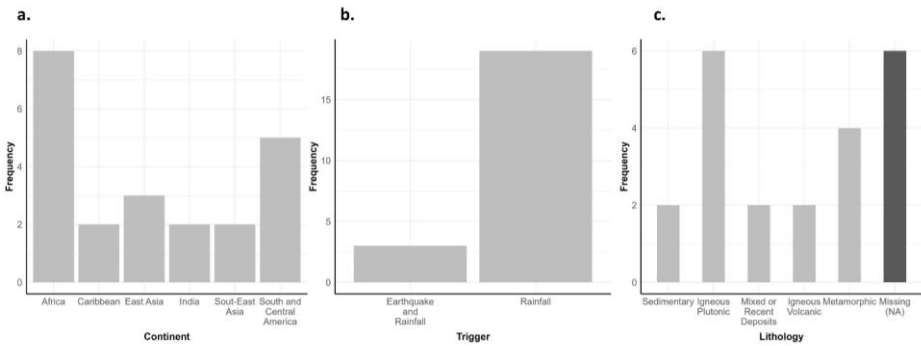 a.
b.
c.
Frequency
8
6
4
2
0
Africa
Caribbean
East Asia
India
Sout-East
Asia
South and
Central
America
Continent
Frequency
15
10
5
0
Earthquake
and
Rainfall
Rainfall
Trigger
Frequency
6
4
2
0
Sedimentary
Igneous
Plutonic
Mixed or
Recent
Deposits
Igneous
Volcanic
Metamorphic
Missing
(NA)
Lithology